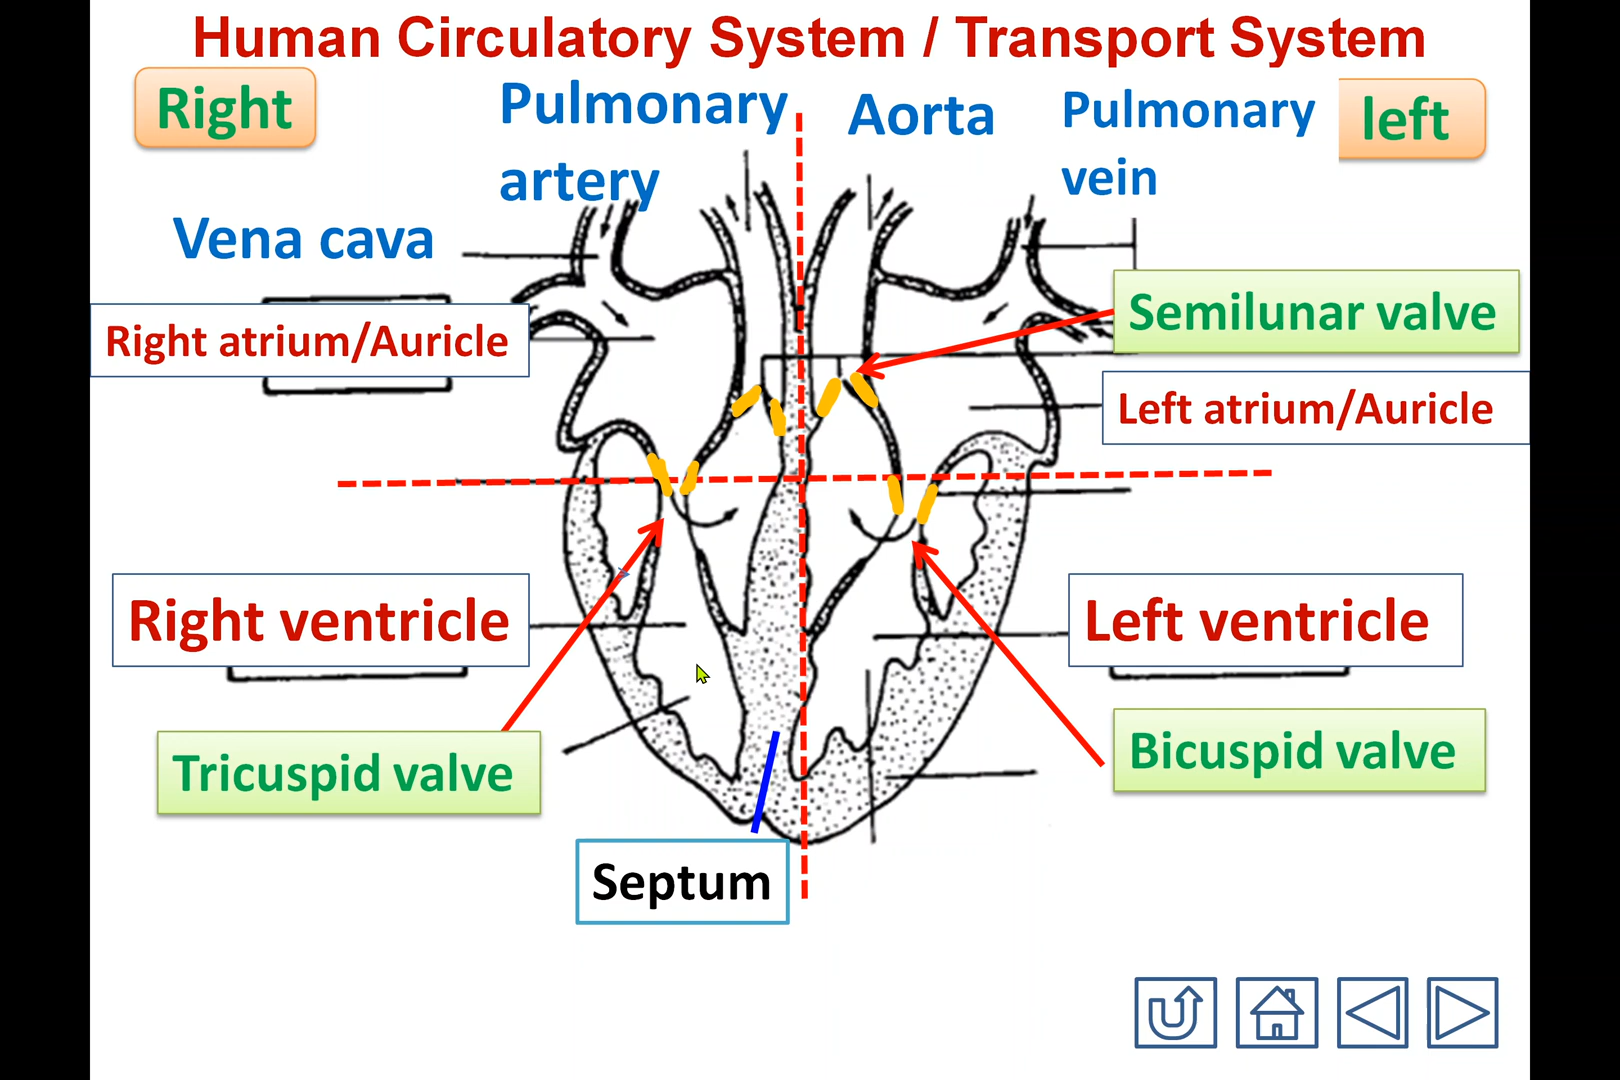 Human Circulatory System / Transport System
Right
Pulmonary
artery
Aorta
Pulmonary
vein
left
Vena cava
Semilunar valve
Right atrium/Auricle
Left atrium/Auricle
Right ventricle
Left ventricle
Tricuspid valve
Bicuspid valve
Septum